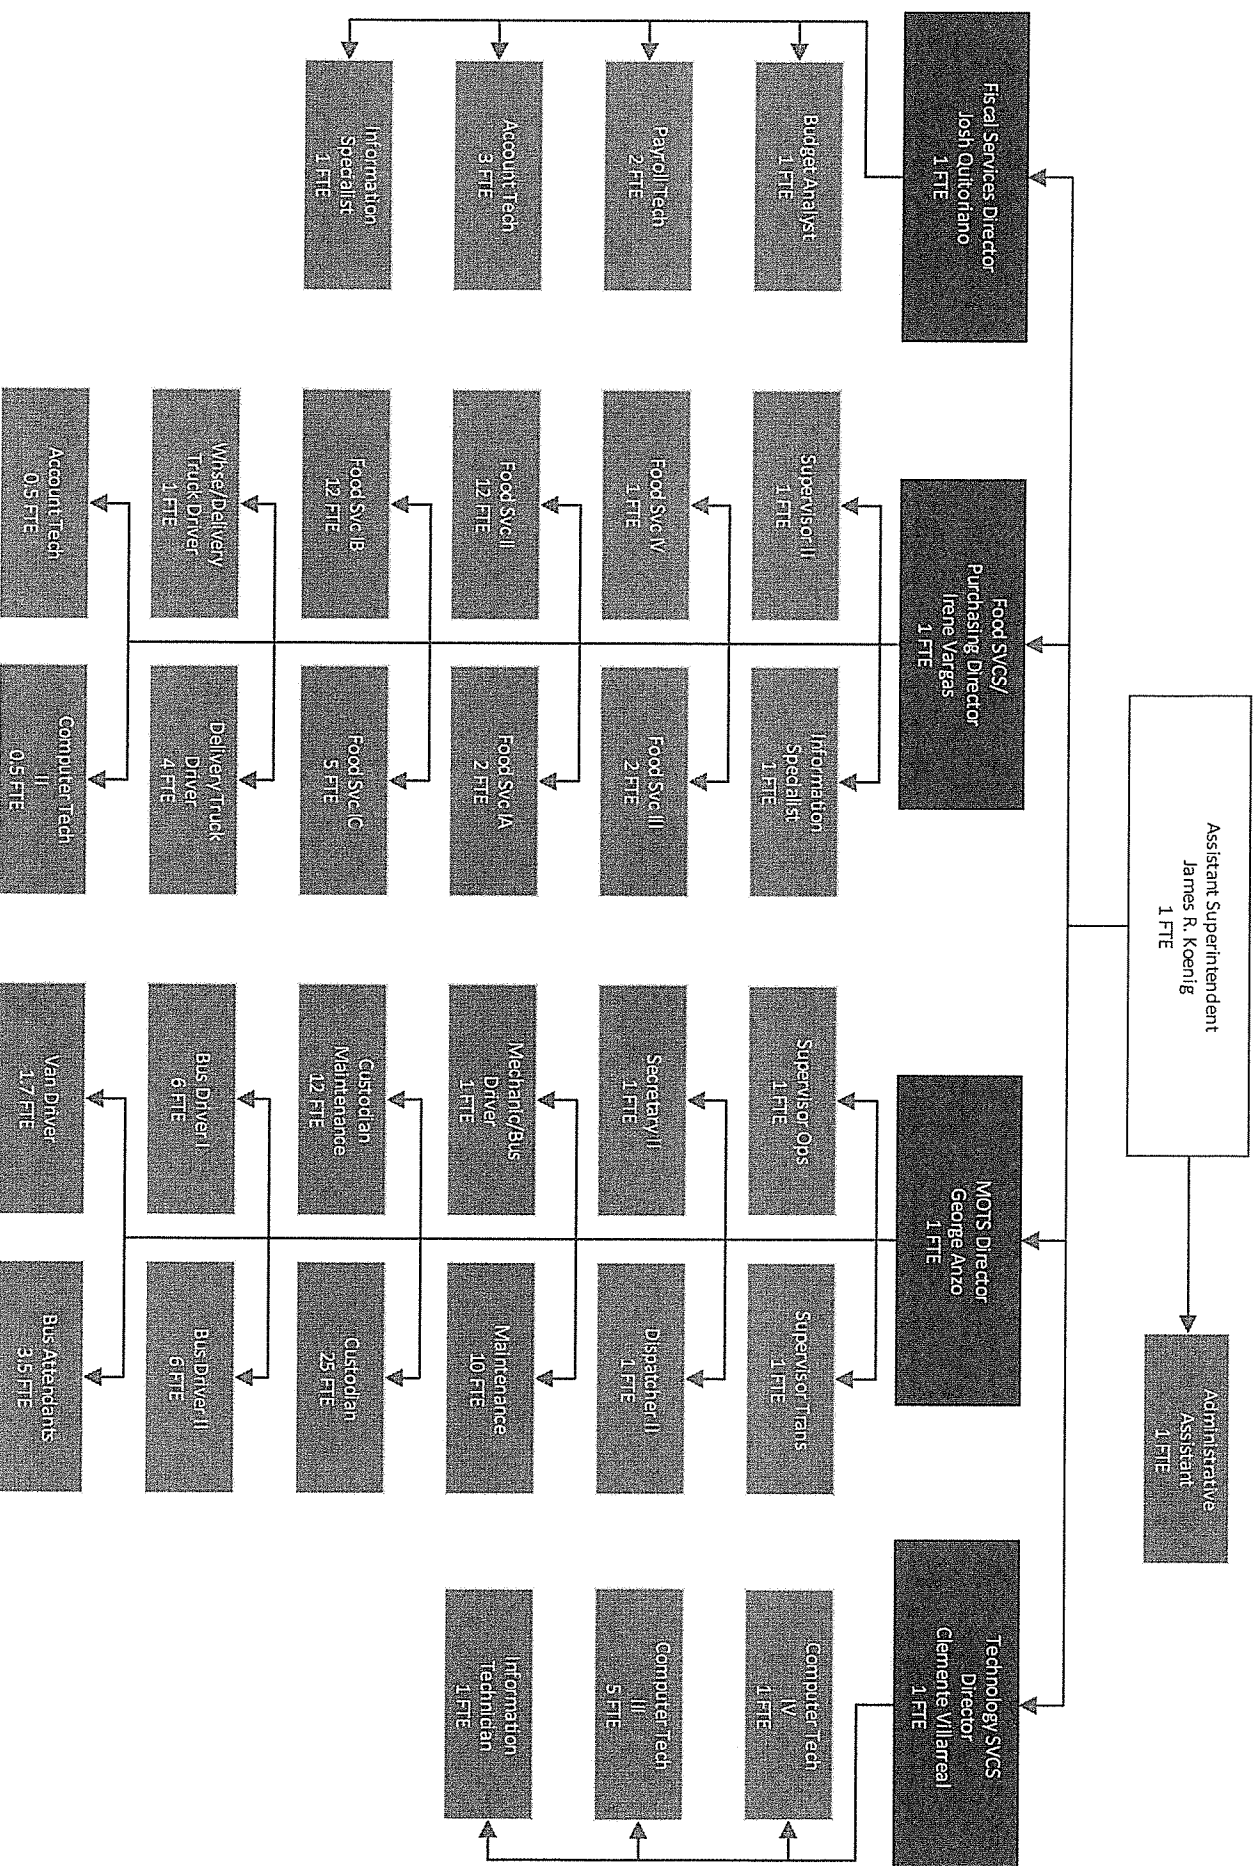 Assistant Superintendent
James R. Koenig
1 FTE
Administrative
Assistant
1 FTE
Fiscal Services Director
Josh Quitoriano
1 FTE
Budget Analyst
1 FTE
Payroll Tech
2 FTE
Account Tech
3 FTE
Information
Specialist
1 FTE
Food SVCS/
Purchasing Director
Irene Vargas
1 FTE
Supervisor II
1 FTE
Information
Specialist
1 FTE
Food Svc IV
1 FTE
Food Svc III
2 FTE
Food Svc II
12 FTE
Food Svc IA
2 FTE
Food Svc IB
12 FTE
Food Svc IC
5 FTE
Whse/Delivery
Truck Driver
1 FTE
Delivery Truck
Driver
4 FTE
Account Tech
0.5 FTE
Computer Tech
II
0.5 FTE
MOTS Director
George Anzo
1 FTE
Supervisor Ops
1 FTE
Supervisor Trans
1 FTE
Secretary II
1 FTE
Dispatcher II
1 FTE
Mechanic/Bus
Driver
1 FTE
Maintenance
10 FTE
Custodian
Maintenance
12 FTE
Custodian
25 FTE
Bus Driver I
6 FTE
Bus Driver II
6 FTE
Van Driver
1.7 FTE
Bus Attendants
3.5 FTE
Technology SVCS
Director
Clemente Villarreal
1 FTE
Computer Tech
IV
1 FTE
Computer Tech
III
5 FTE
Information
Technician
1 FTE